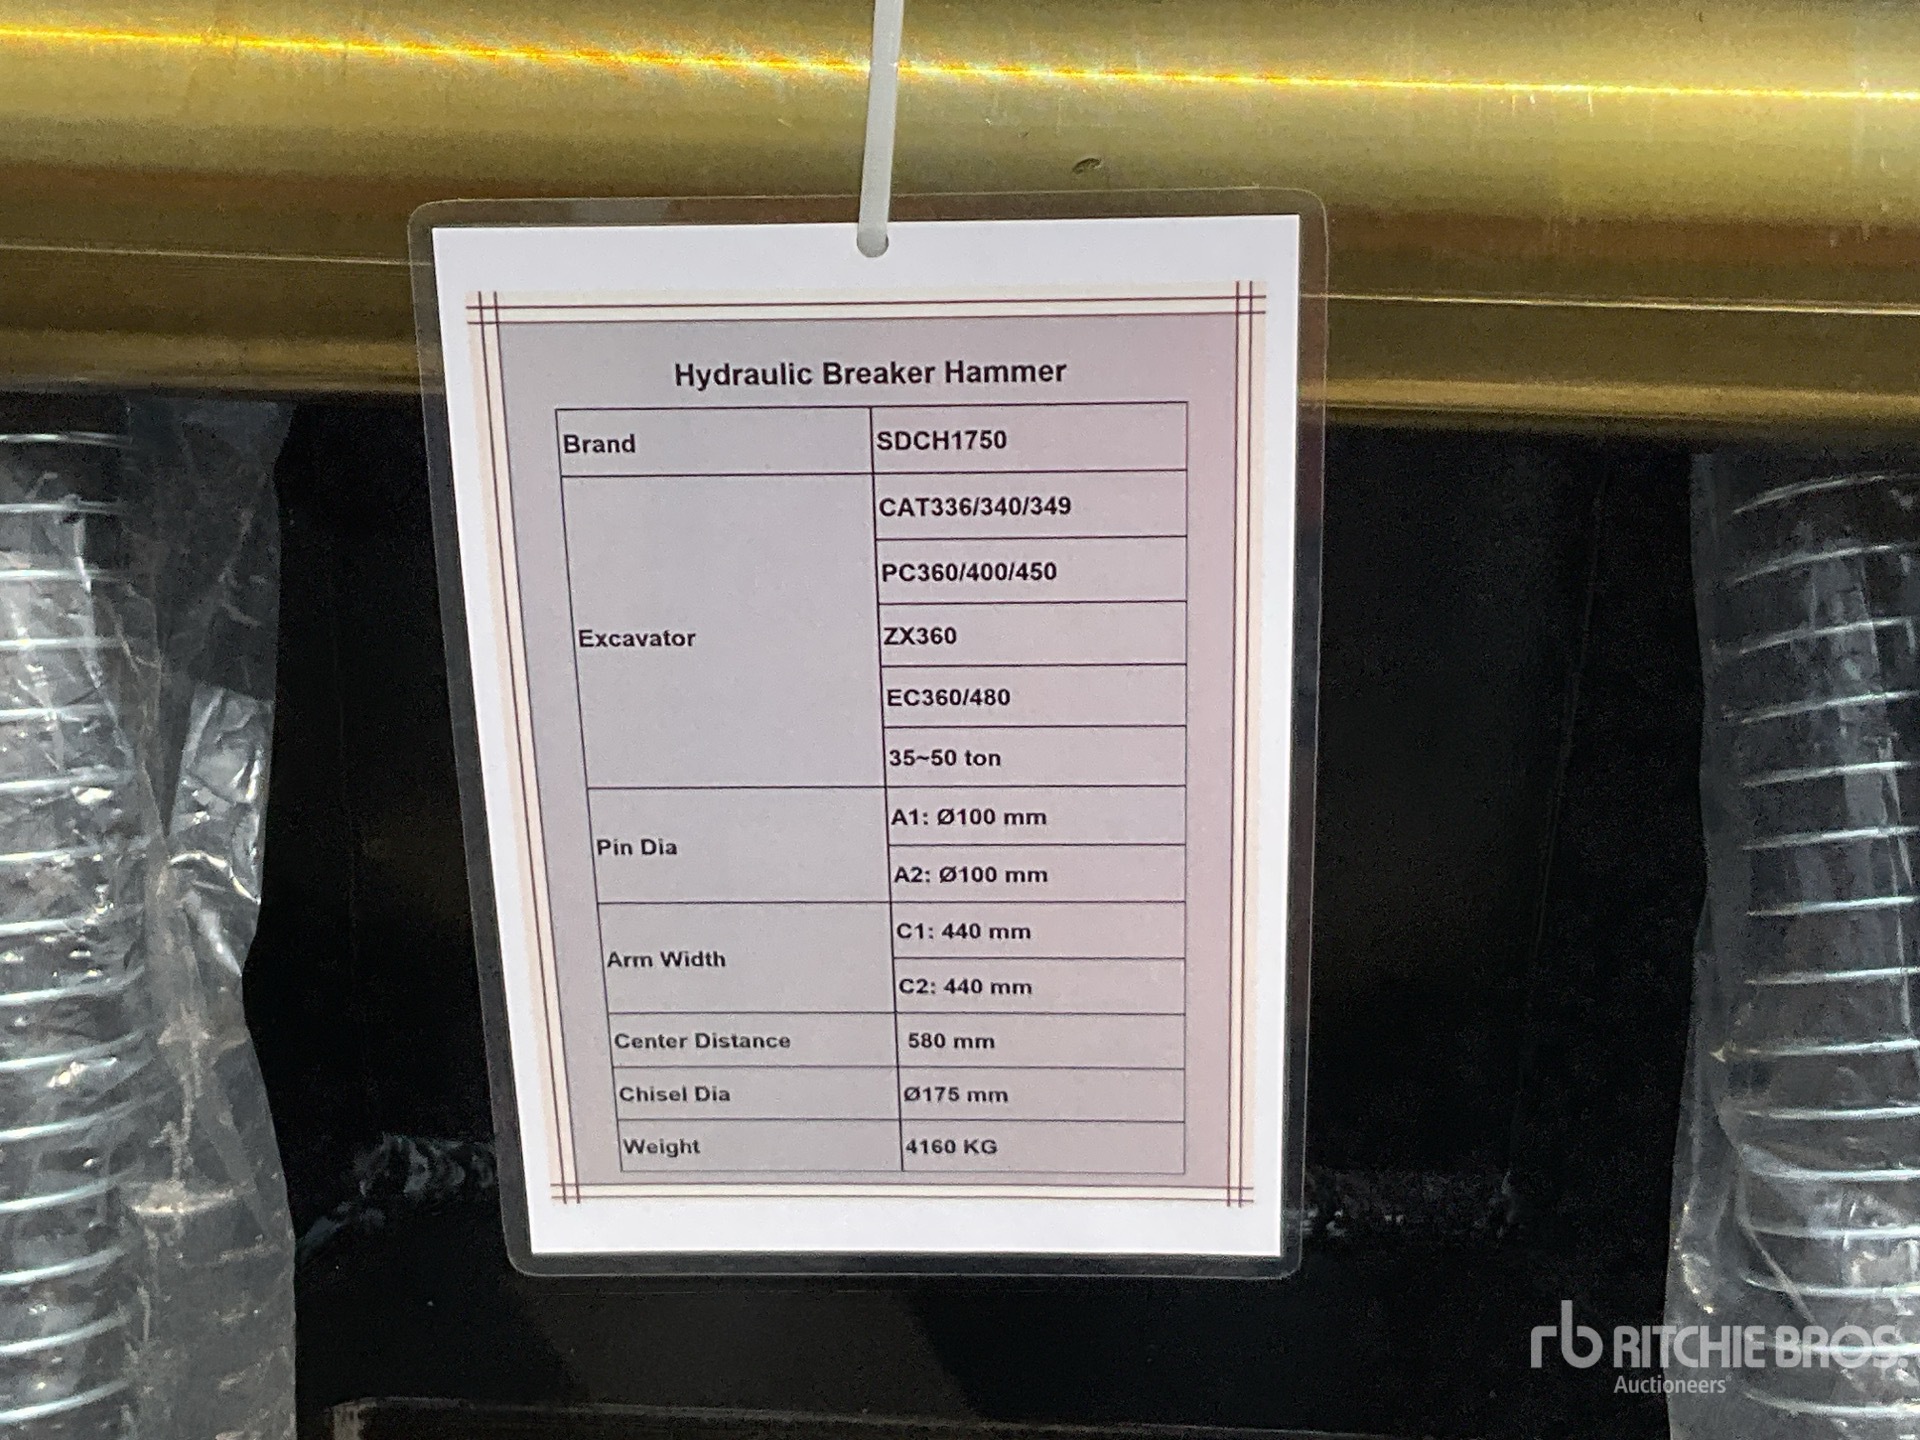 Hydraulic Breaker Hammer
Brand SDCH1750
Excavator CAT336/340/349
PC360/400/450
ZX360
EC360/480
35~50 ton
Pin Dia A1: Ø100 mm
A2: Ø100 mm
Arm Width C1: 440 mm
C2: 440 mm
Center Distance 580 mm
Chisel Dia Ø175 mm
Weight 4160 KG
rb RITCHIE BROS.
Auctioneers